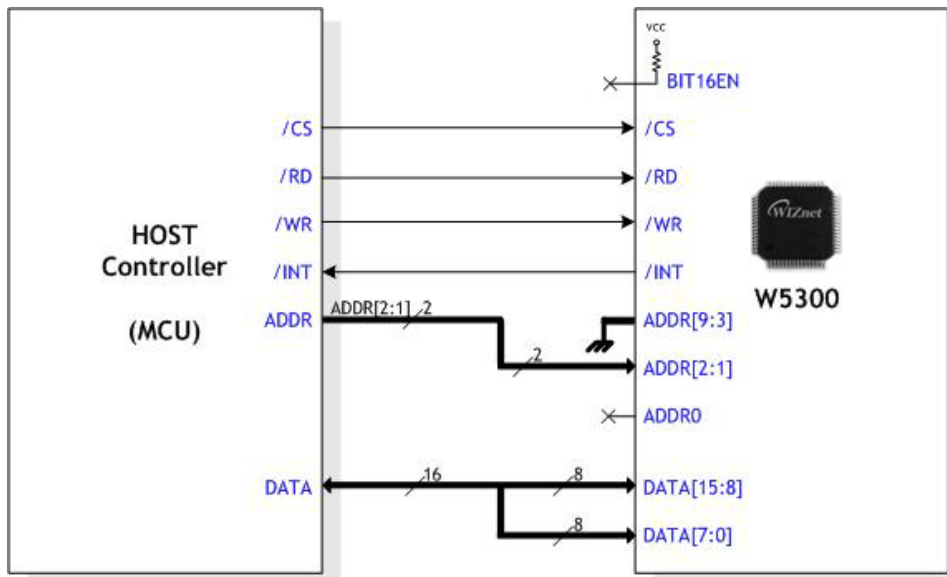 vcc
BIT16EN
/CS
/CS
/RD
/RD
/WR
/WR
/INT
/INT
HOST
Controller
(MCU)
WIZnet
W5300
ADDR
ADDR[2:1]
2
ADDR[9:3]
2
ADDR[2:1]
ADDR0
DATA
16
8
DATA[15:8]
8
DATA[7:0]